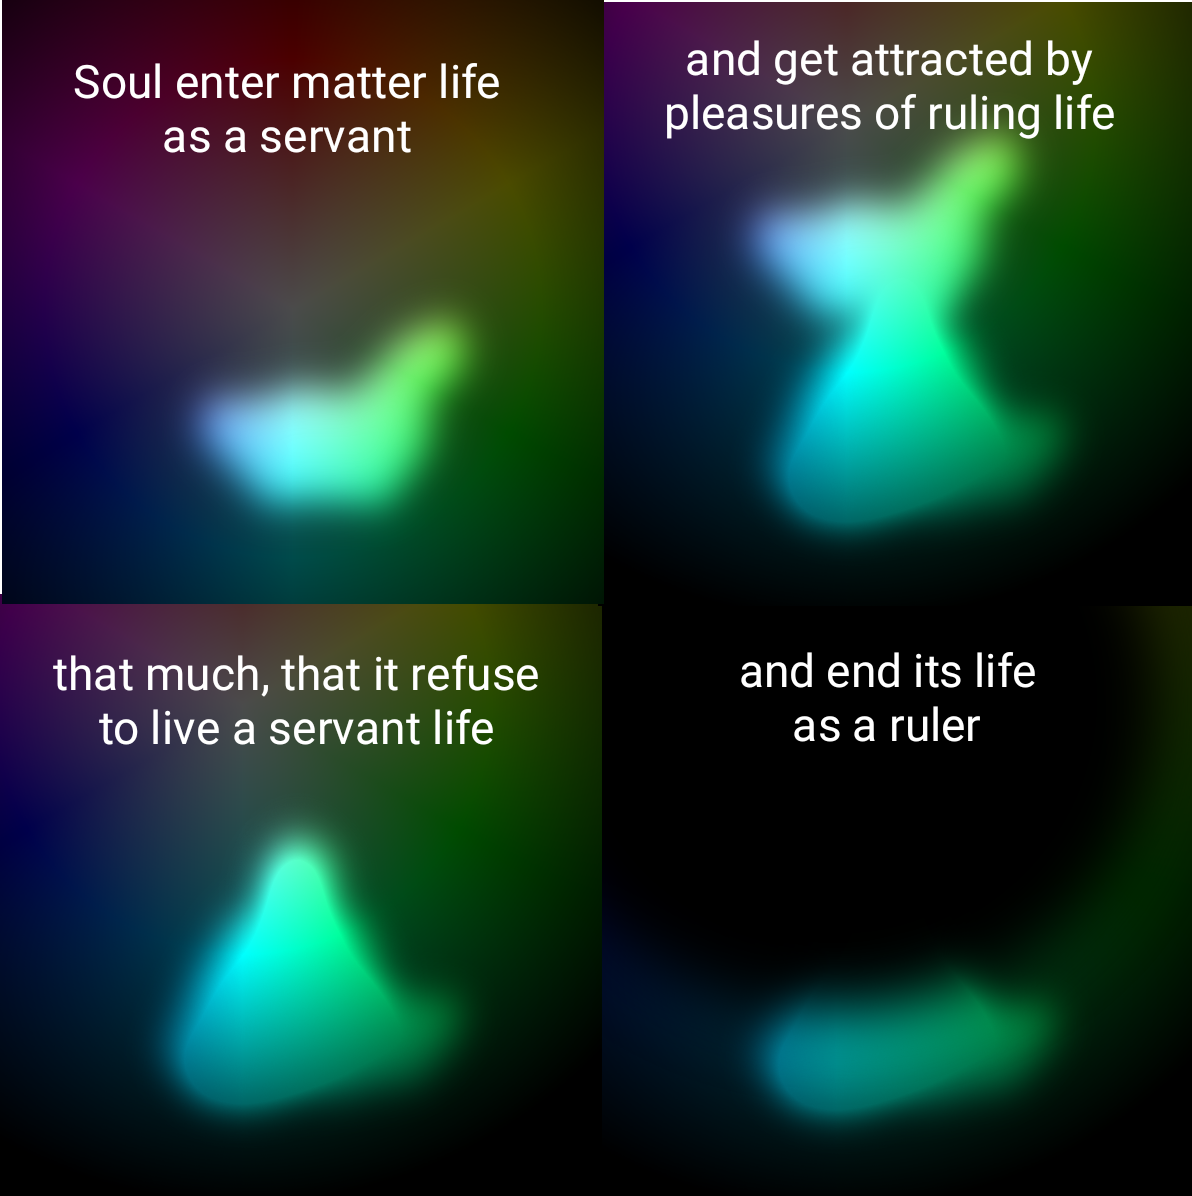 Soul enter matter life
as a servant
and get attracted by
pleasures of ruling life
that much, that it refuse
to live a servant life
and end its life
as a ruler